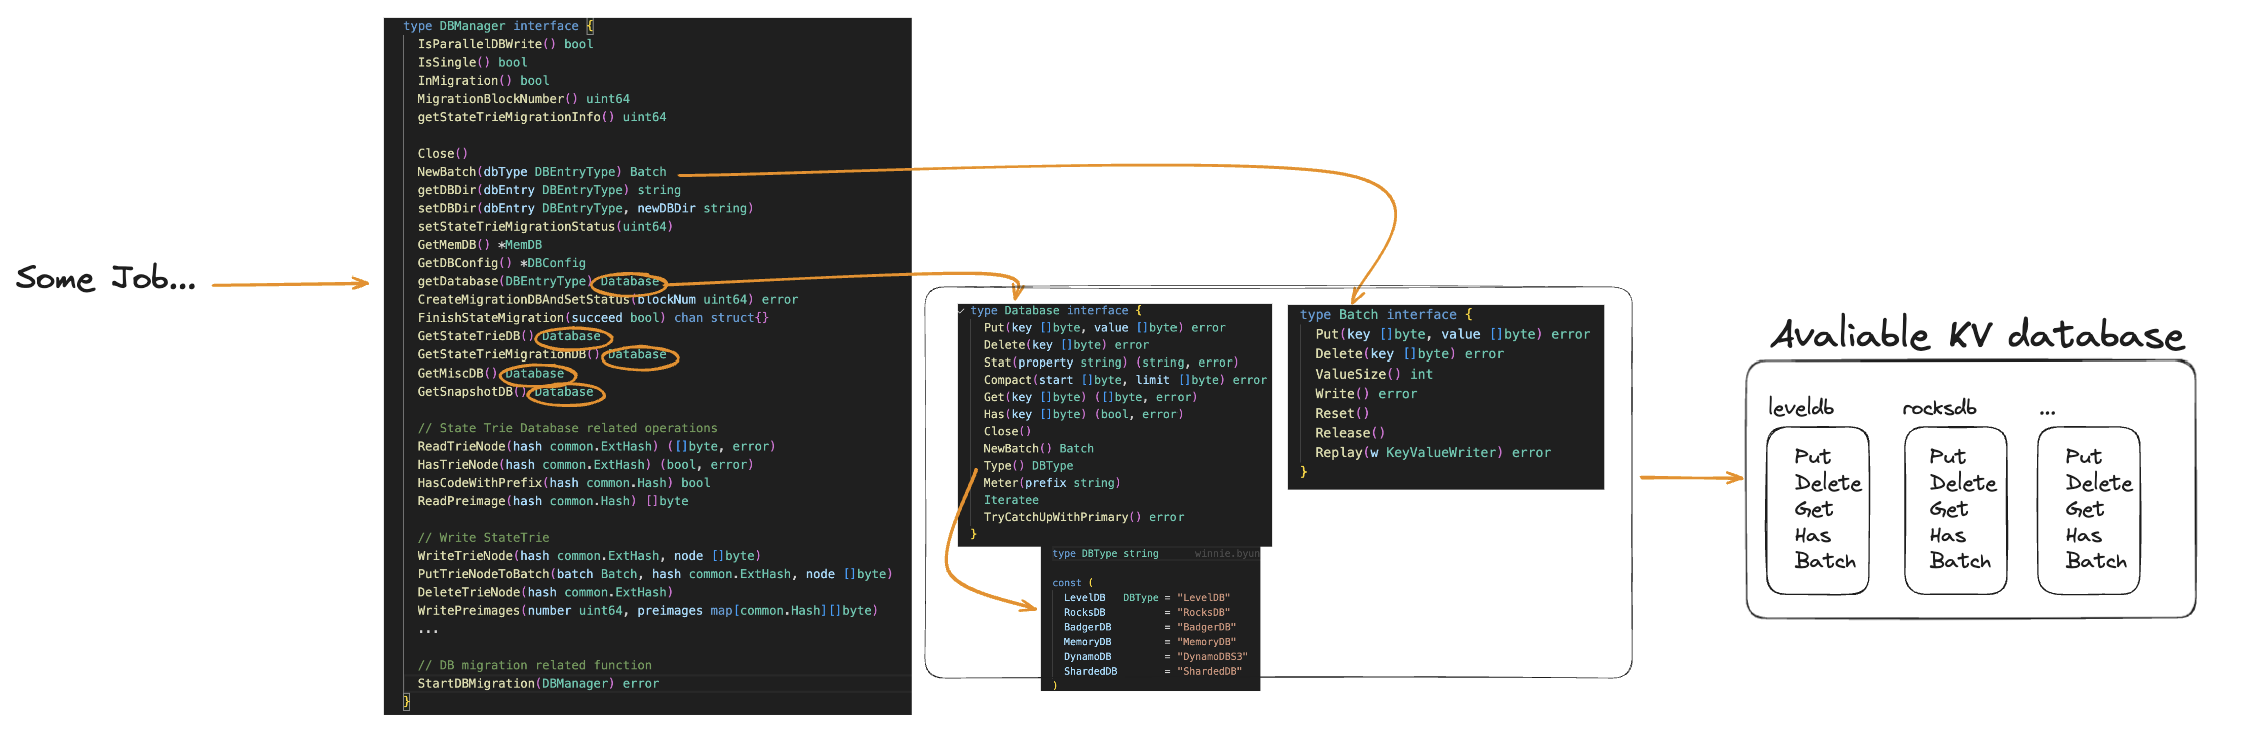 Some Job...
type DBManager interface {
IsParallelDBWrite() bool
IsSingle() bool
InMigration() bool
MigrationBlockNumber() uint64
getStateTrieMigrationInfo() uint64
Close()
NewBatch(dbType DBEntryType) Batch
getDBDir(dbEntry DBEntryType) string
setDBDir(dbEntry DBEntryType, newDBDir string)
setStateTrieMigrationStatus(uint64)
GetMemDB() *MemDB
GetDBConfig() *DBConfig
getDatabase(DBEntryType) Database
CreateMigrationDBAndSetStatus(blockNum uint64) error
FinishStateMigration(succeed bool) chan struct{}
GetStateTrieDB() Database
GetStateTrieMigrationDB() Database
GetMiscDB() Database
GetSnapshotDB() Database
// State Trie Database related operations
ReadTrieNode(hash common.ExtHash) ([]byte, error)
HasTrieNode(hash common.ExtHash) (bool, error)
HasCodeWithPrefix(hash common.Hash) bool
ReadPreimage(hash common.Hash) []byte
// Write StateTrie
WriteTrieNode(hash common.ExtHash, node []byte)
PutTrieNodeToBatch(batch Batch, hash common.ExtHash, node []byte)
DeleteTrieNode(hash common.ExtHash)
WritePreimages(number uint64, preimages map[common.Hash][]byte)
...
// DB migration related function
StartDBMigration(DBManager) error
}
type Database interface {
Put(key []byte, value []byte) error
Delete(key []byte) error
Stat(property string) (string, error)
Compact(start []byte, limit []byte) error
Get(key []byte) ([]byte, error)
Has(key []byte) (bool, error)
Close()
NewBatch() Batch
Type() DBType
Meter(prefix string)
Iteratee
TryCatchUpWithPrimary() error
}
type DBType string winnie.byun
const (
LevelDB DBType = "LevelDB"
RocksDB = "RocksDB"
BadgerDB = "BadgerDB"
MemoryDB = "MemoryDB"
DynamoDB = "DynamoDBS3"
ShardedDB = "ShardedDB"
)
type Batch interface {
Put(key []byte, value []byte) error
Delete(key []byte) error
ValueSize() int
Write() error
Reset()
Release()
Replay(w KeyValueWriter) error
}
Avaliable KV database
leveldb
Put
Delete
Get
Has
Batch
rocksdb
Put
Delete
Get
Has
Batch
...
Put
Delete
Get
Has
Batch